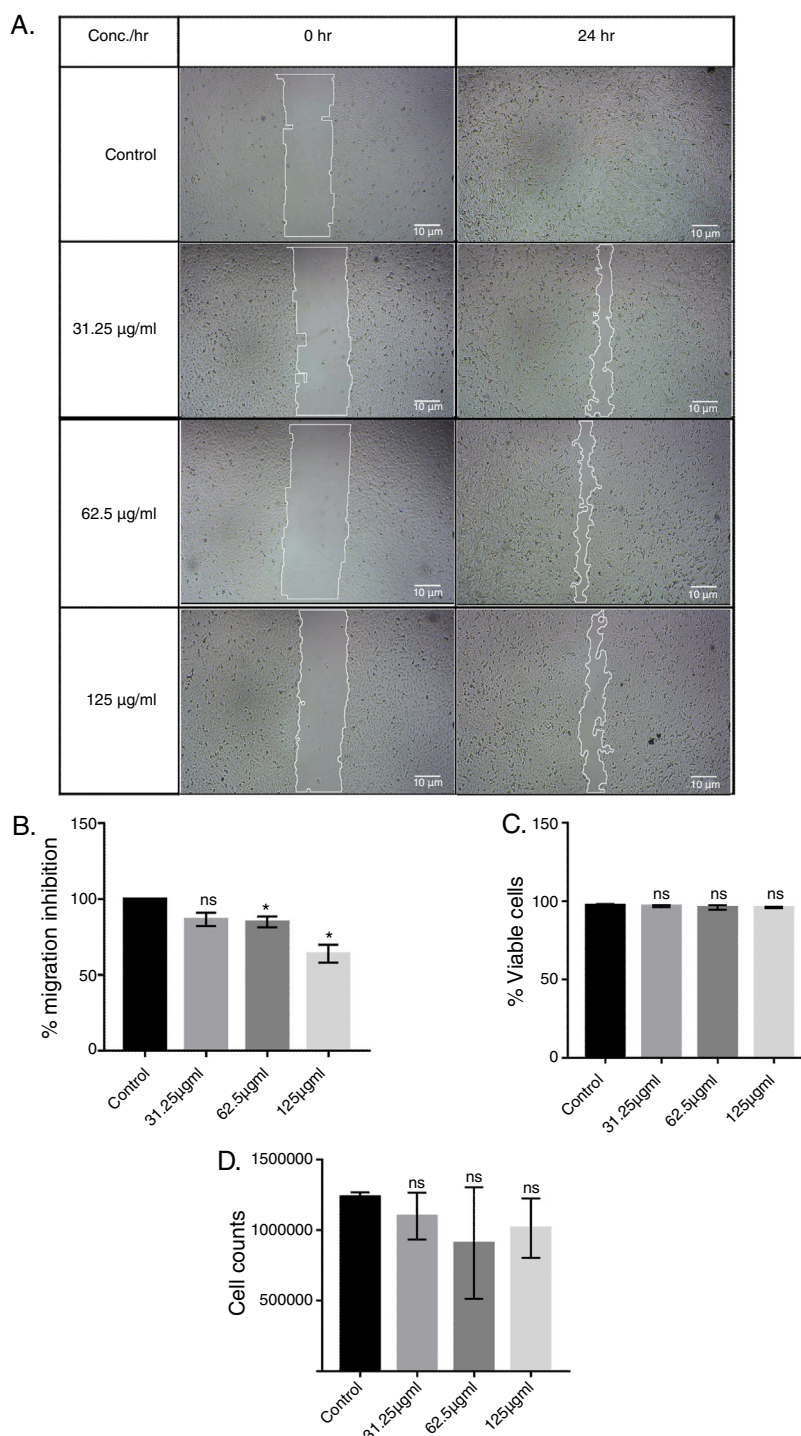 A.
Conc./hr 0 hr 24 hr
Control
10 µm 10 µm
31.25 µg/ml
10 µm 10 µm
62.5 µg/ml
10 µm 10 µm
125 µg/ml
10 µm 10 µm
B.
% migration inhibition
150
100
50
0
ns * *
Control 31.25µgml 62.5µgml 125µgml
C.
% Viable cells
150
100
50
0
ns ns ns
Control 31.25µgml 62.5µgml 125µgml
D.
Cell counts
1500000
1000000
500000
ns ns ns
Control 31.25µgml 62.5µgml 125µgml